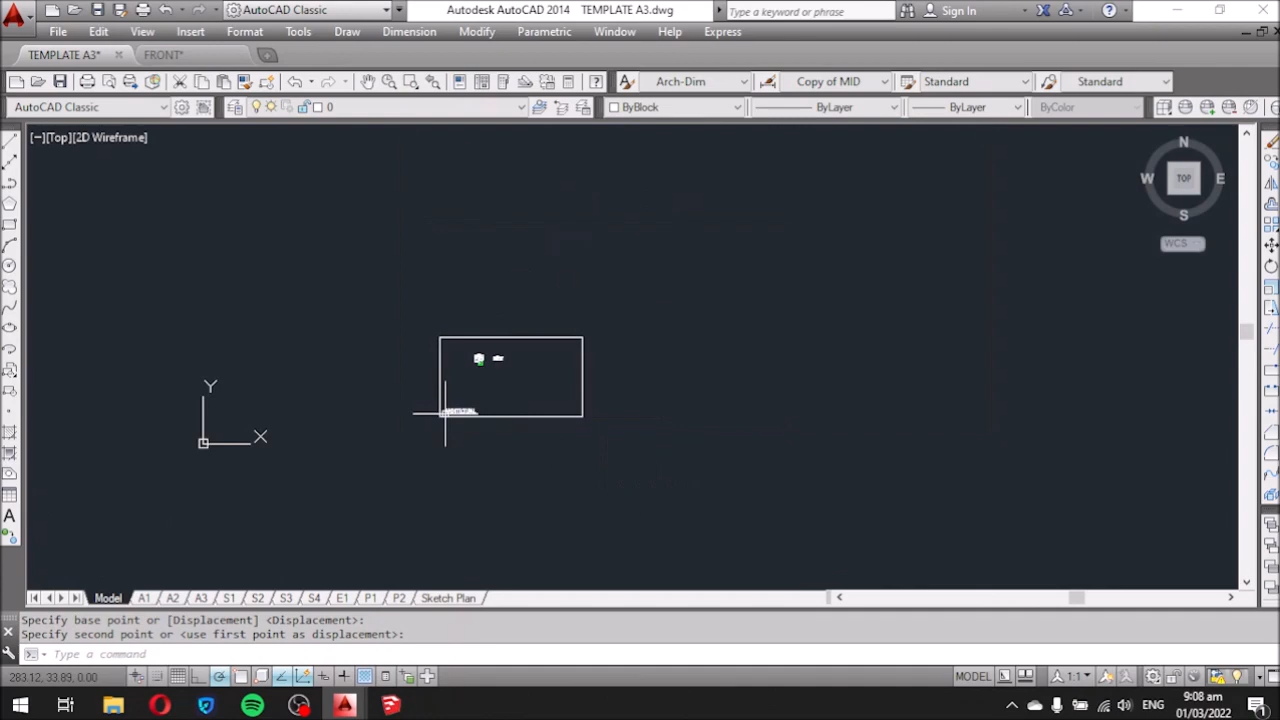 AutoCAD Classic
Autodesk AutoCAD 2014 TEMPLATE A3.dwg
Type a keyword or phrase
Sign In
File Edit View Insert Format Tools Draw Dimension Modify Parametric Window Help Express
TEMPLATE A3*
FRONT*
Arch-Dim
Copy of MID
Standard
Standard
AutoCAD Classic
0
ByBlock
ByLayer
ByLayer
ByColor
[−][Top][2D Wireframe]
N
W TOP E
S
WCS
Y
X
Model A1 A2 A3 S1 S2 S3 S4 E1 P1 P2 Sketch Plan
Specify base point or [Displacement] <Displacement>:
Specify second point or <use first point as displacement>:
Type a command
283.12, 33.89, 0.00
MODEL
1:1
ENG
9:08 am
01/03/2022
1